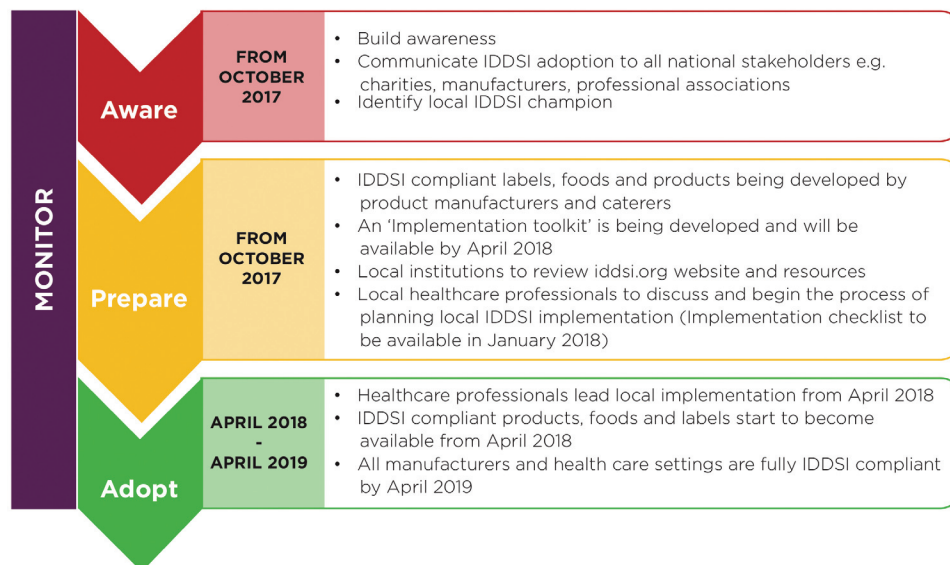 MONITOR
Aware
FROM
OCTOBER
2017
• Build awareness
• Communicate IDDSI adoption to all national stakeholders e.g.
charities, manufacturers, professional associations
• Identify local IDDSI champion
Prepare
FROM
OCTOBER
2017
• IDDSI compliant labels, foods and products being developed by
product manufacturers and caterers
• An ‘Implementation toolkit’ is being developed and will be
available by April 2018
• Local institutions to review iddsi.org website and resources
• Local healthcare professionals to discuss and begin the process of
planning local IDDSI implementation (Implementation checklist to
be available in January 2018)
Adopt
APRIL 2018
-
APRIL 2019
• Healthcare professionals lead local implementation from April 2018
• IDDSI compliant products, foods and labels start to become
available from April 2018
• All manufacturers and health care settings are fully IDDSI compliant
by April 2019